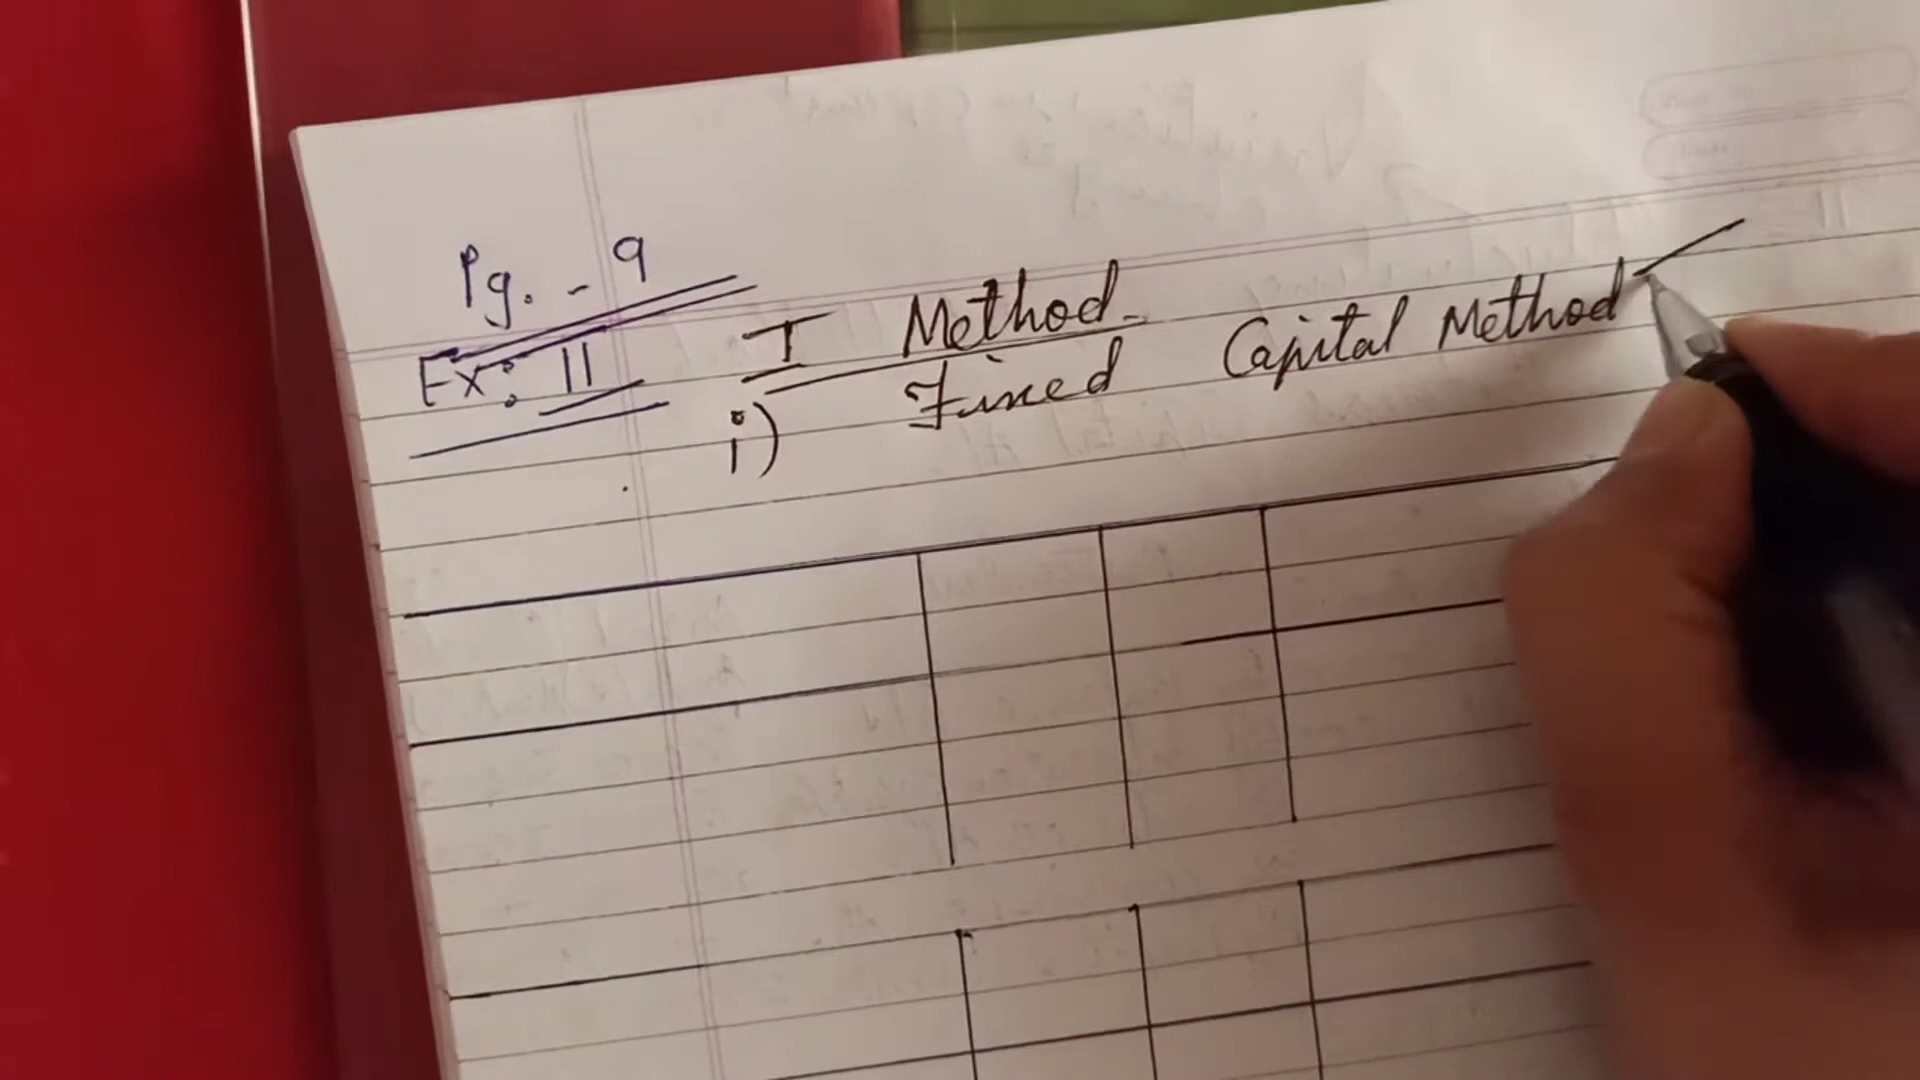 Pg. - 9
Ex: 11
I Method-
i) Fixed Capital Method